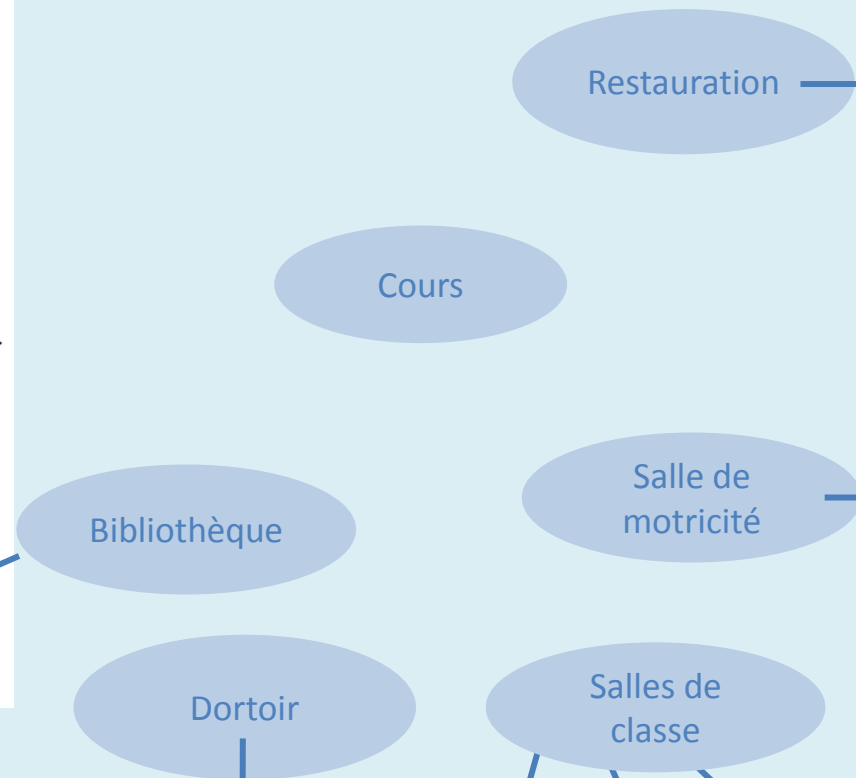 Restauration
Cours
Salle de
motricité
Bibliothèque
Dortoir
Salles de
classe